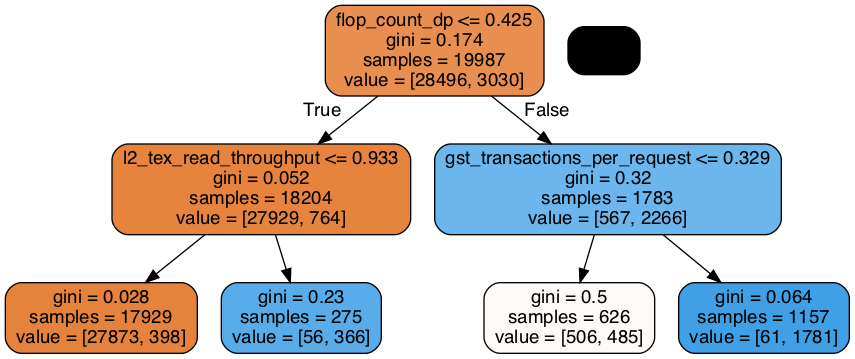 flop_count_dp <= 0.425
gini = 0.174
samples = 19987
value = [28496, 3030]
True
False
l2_tex_read_throughput <= 0.933
gini = 0.052
samples = 18204
value = [27929, 764]
gst_transactions_per_request <= 0.329
gini = 0.32
samples = 1783
value = [567, 2266]
gini = 0.028
samples = 17929
value = [27873, 398]
gini = 0.23
samples = 275
value = [56, 366]
gini = 0.5
samples = 626
value = [506, 485]
gini = 0.064
samples = 1157
value = [61, 1781]